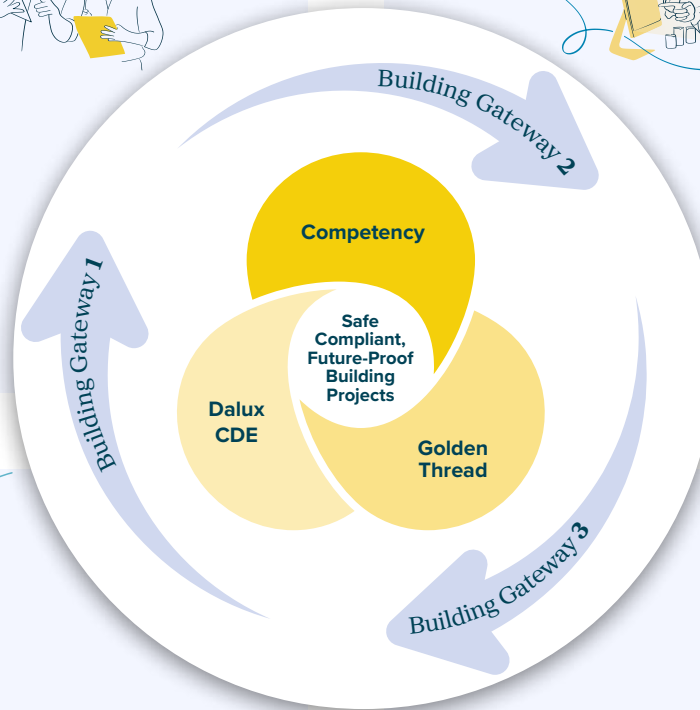 Building Gateway 2
Competency
Safe
Compliant,
Future-Proof
Building
Projects
Building Gateway 1
Dalux
CDE
Golden
Thread
Building Gateway 3